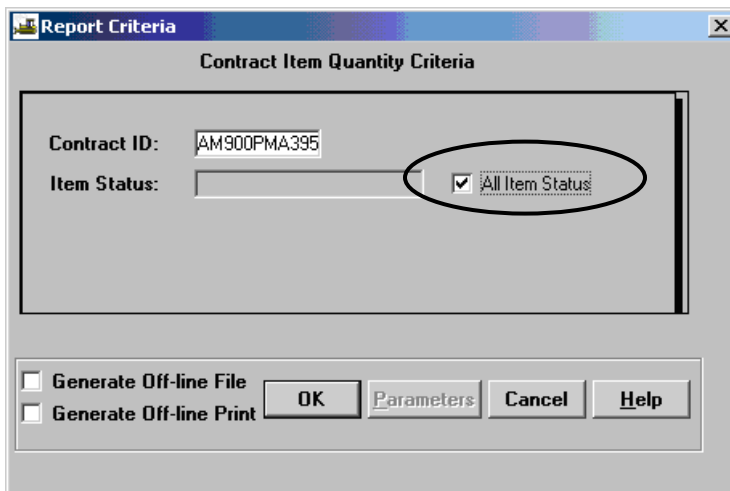 Report Criteria
Contract Item Quantity Criteria
Contract ID: AM900PMA395
Item Status: All Item Status
Generate Off-line File
Generate Off-line Print
OK Parameters Cancel Help